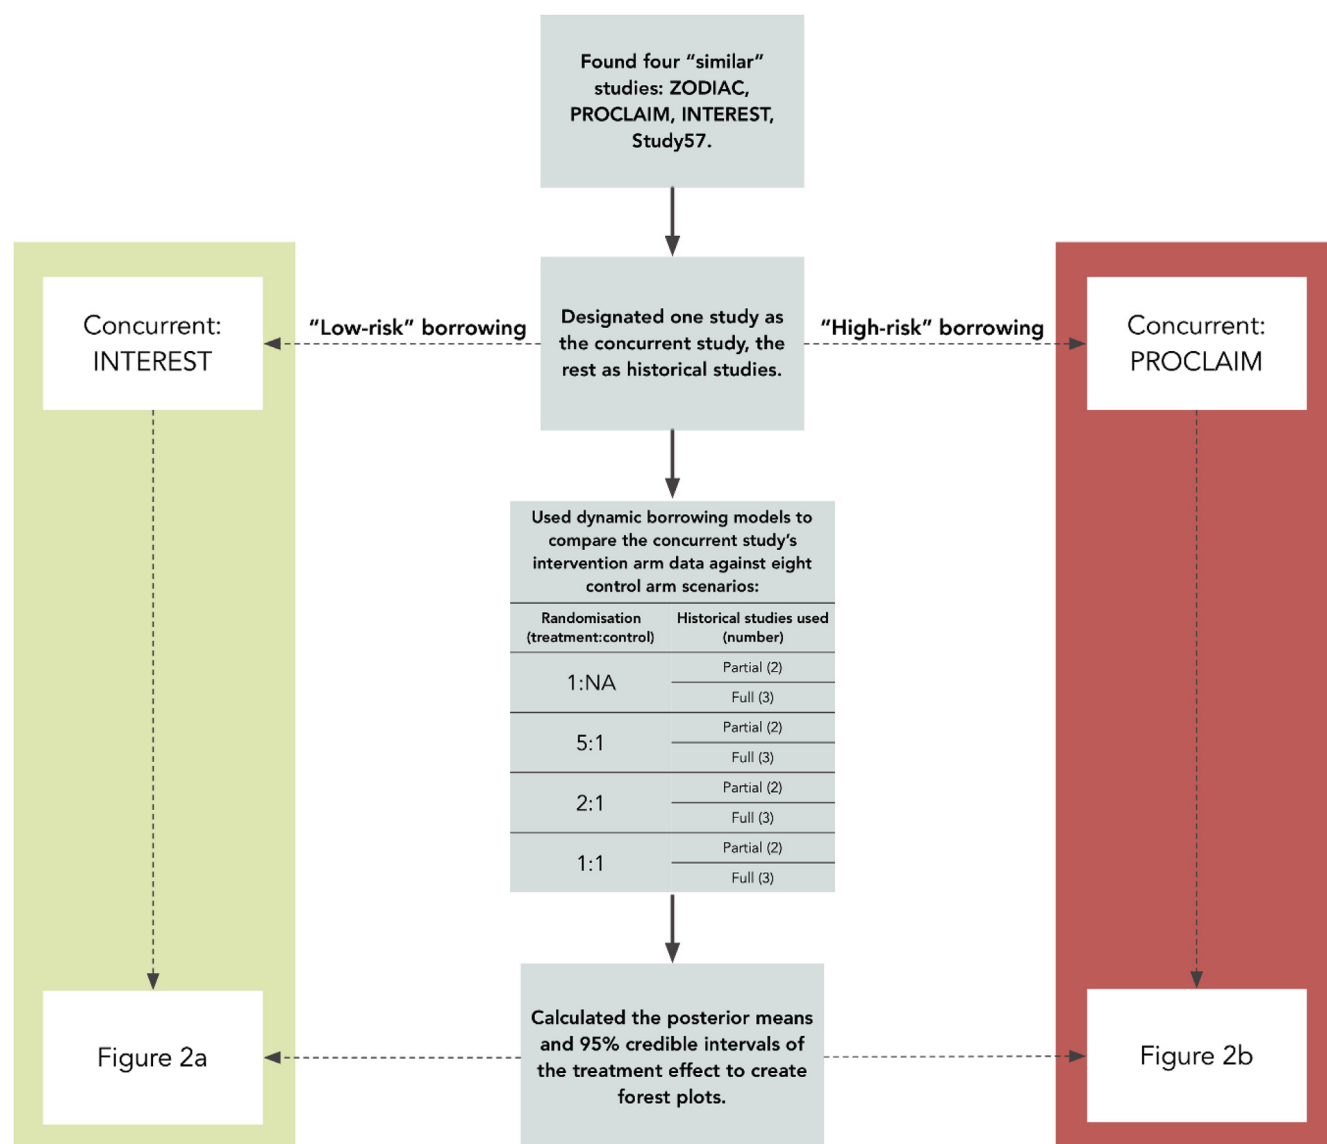 Found four “similar”
studies: ZODIAC,
PROCLAIM, INTEREST,
Study57.
Concurrent:
INTEREST
“Low-risk” borrowing
Designated one study as
the concurrent study, the
rest as historical studies.
“High-risk” borrowing
Concurrent:
PROCLAIM
Used dynamic borrowing models to
compare the concurrent study’s
intervention arm data against eight
control arm scenarios:
Randomisation
(treatment:control)
Historical studies used
(number)
1:NA
Partial (2)
Full (3)
5:1
Partial (2)
Full (3)
2:1
Partial (2)
Full (3)
1:1
Partial (2)
Full (3)
Figure 2a
Calculated the posterior means
and 95% credible intervals of
the treatment effect to create
forest plots.
Figure 2b